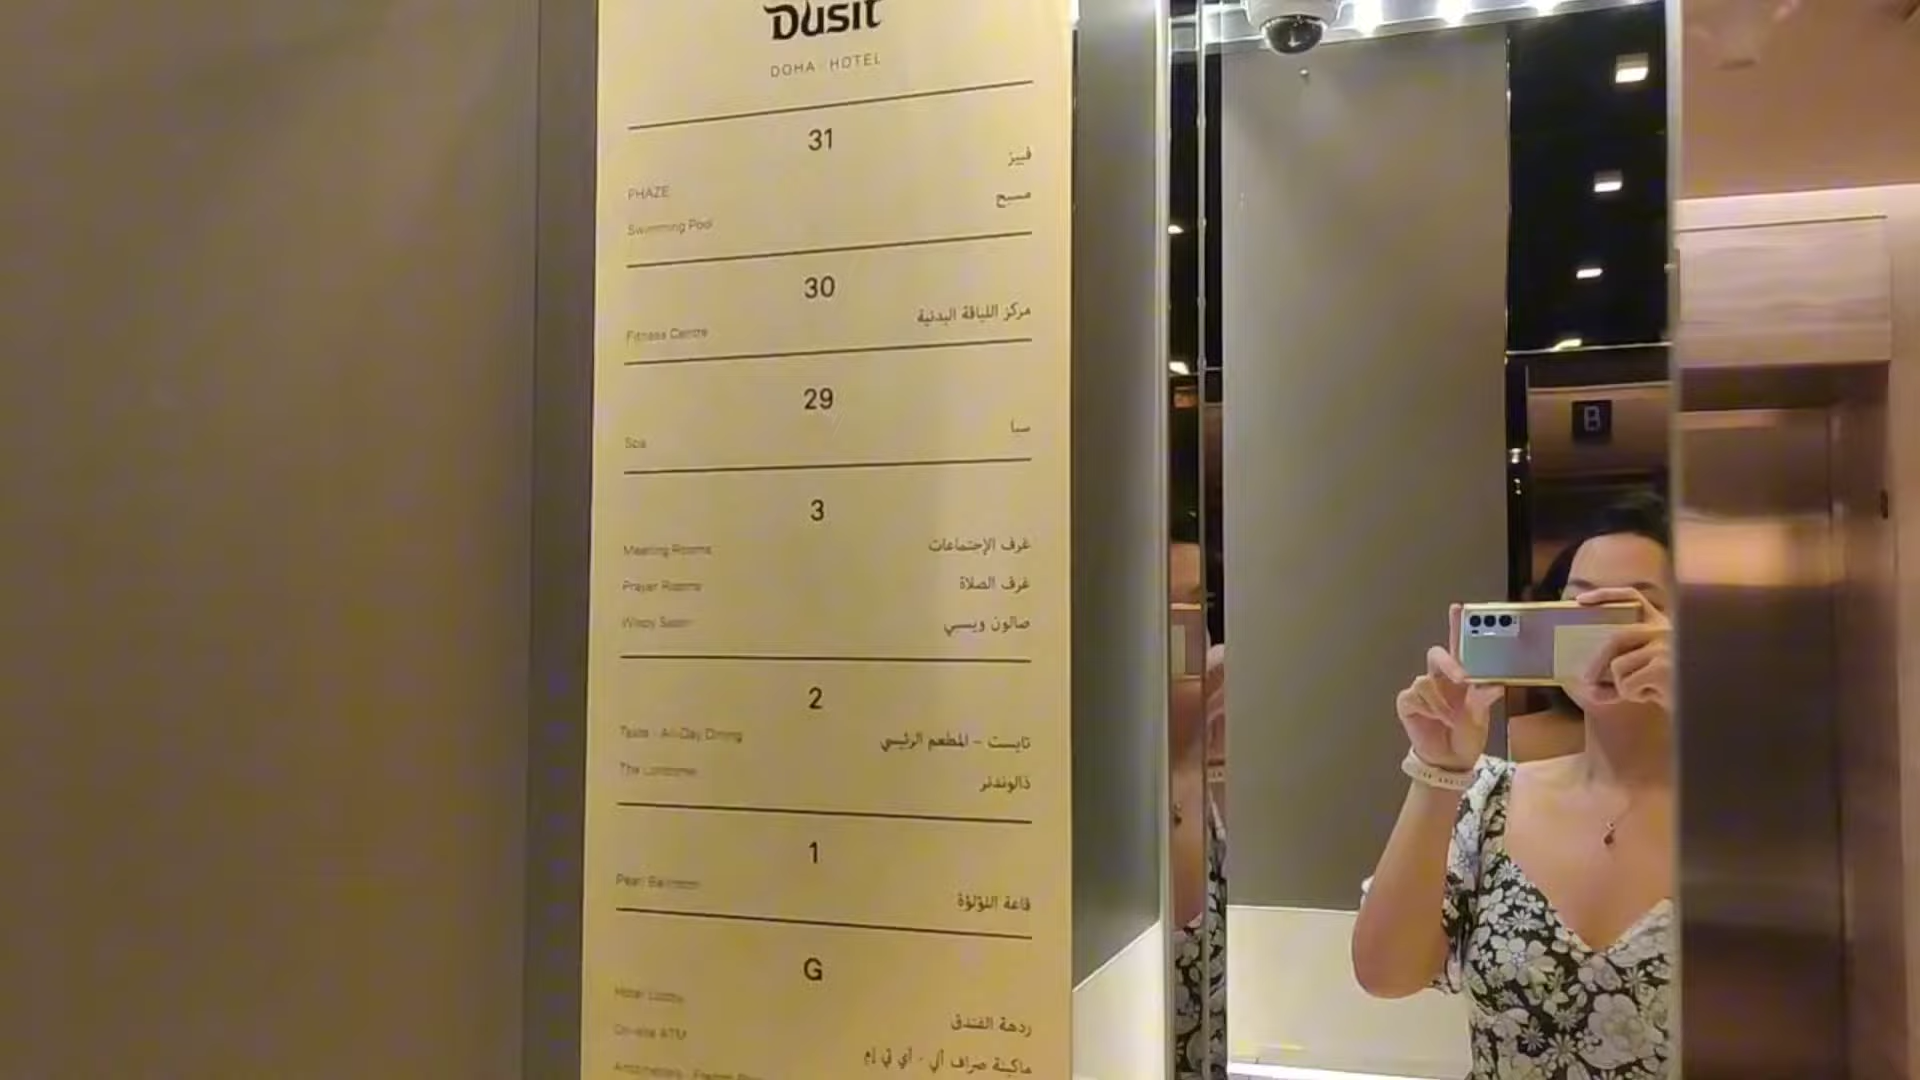 Dusit
DOHA HOTEL
31
PHAZE
فييز
Swimming Pool
مسبح
30
Fitness Centre
مركز اللياقة البدنية
29
Spa
سبا
3
Meeting Rooms
غرف الإجتماعات
Prayer Rooms
غرف الصلاة
Wispy Salon
صالون ويسبي
2
Taste - All-Day Dining
تايست - المطعم الرئيسي
The Londoner
ذالوندنر
1
Pearl Ballroom
قاعة اللؤلؤة
G
Hotel Lobby
ردهة الفندق
On-site ATM
ماكينة صراف آلي - أي تي إم
B